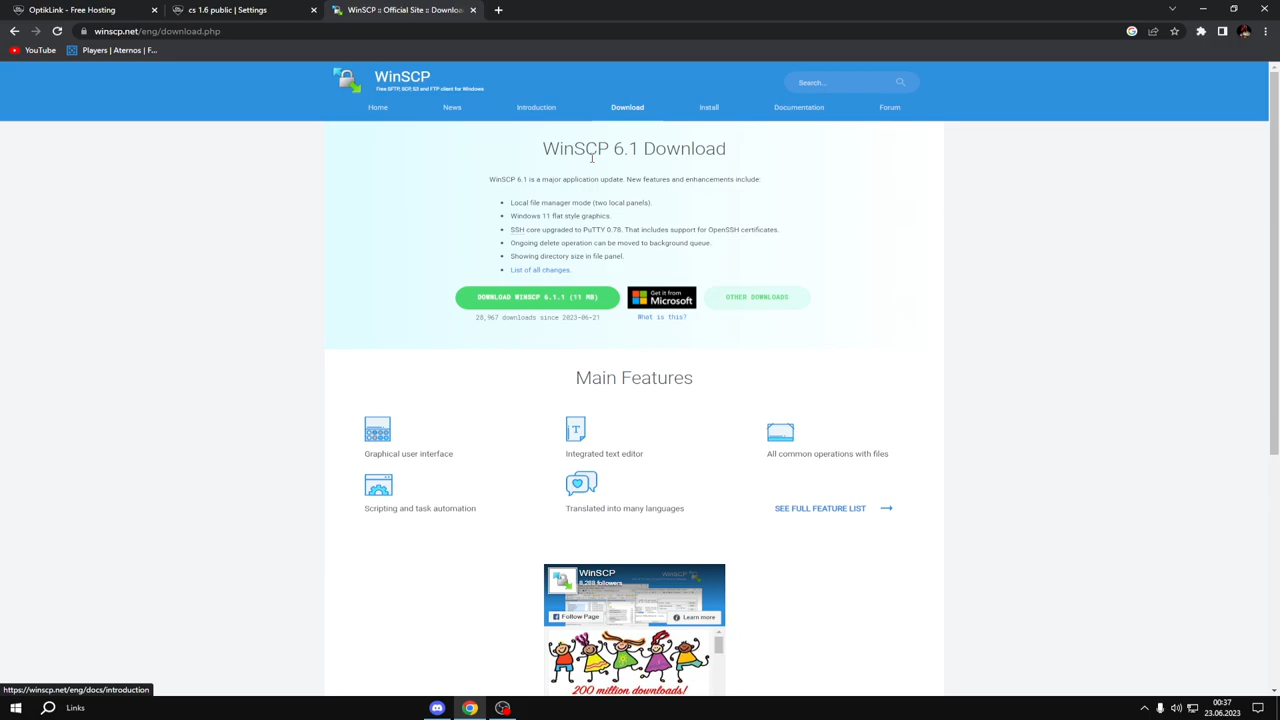 OptiLink - Home
cs 1.6 public | Settings
Official Site :: Download
winscp.net/eng/download.php
YouTube
Players | Aternos | F...
WinSCP
Free SFTP, SCP, S3 and FTP client for Windows
Search...
Home
News
Introduction
Download
Install
Documentation
Forum
WinSCP 6.1 Download
WinSCP 6.1 is a major application update. New features and enhancements include:
Local file manager mode (two local panels).
Windows 11 flat style graphics.
SSH core upgraded to PuTTY 0.78. That includes support for OpenSSH certificates.
Ongoing delete operation can be moved to background queue.
Showing directory size in file panel.
List of all changes.
DOWNLOAD WINSCP 6.1.1 (11 MB)
Get it from
Microsoft
OTHER DOWNLOADS
28,967 downloads since 2023-06-21
What is this?
Main Features
Graphical user interface
Integrated text editor
All common operations with files
Scripting and task automation
Translated into many languages
SEE FULL FEATURE LIST
WinSCP
8,288 followers
Follow Page
Learn more
200 million downloads!
https://winscp.net/eng/docs/introduction
Links
00:37
23.06.2023